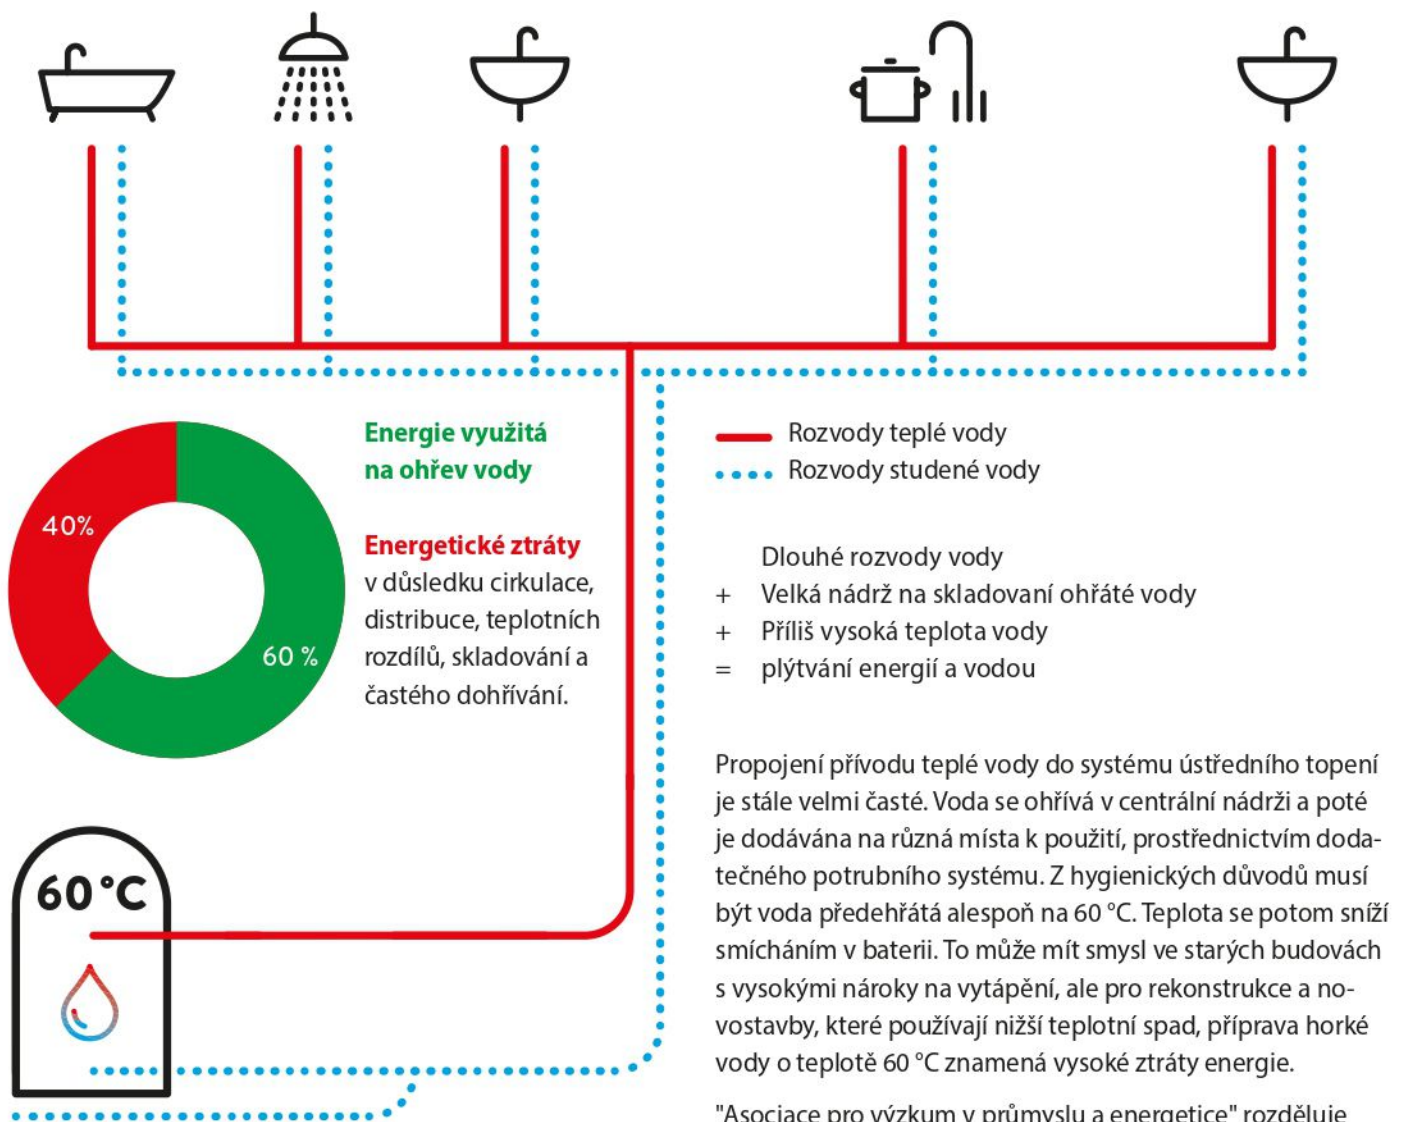 40%
60 %
Energie využitá
na ohřev vody
Energetické ztráty
v důsledku cirkulace,
distribuce, teplotních
rozdílů, skladování a
častého dohřívání.
Rozvody teplé vody
Rozvody studené vody
Dlouhé rozvody vody
+ Velká nádrž na skladovaní ohřáté vody
+ Příliš vysoká teplota vody
= plýtvání energií a vodou
60 °C
Propojení přívodu teplé vody do systému ústředního topení
je stále velmi časté. Voda se ohřívá v centrální nádrži a poté
je dodávána na různá místa k použití, prostřednictvím doda-
tečného potrubního systému. Z hygienických důvodů musí
být voda předehřátá alespoň na 60 °C. Teplota se potom sníží
smícháním v baterii. To může mít smysl ve starých budovách
s vysokými nároky na vytápění, ale pro rekonstrukce a no-
vostavby, které používají nižší teplotní spad, příprava horké
vody o teplotě 60 °C znamená vysoké ztráty energie.
"Asociace pro výzkum v průmyslu a energetice" rozděluje